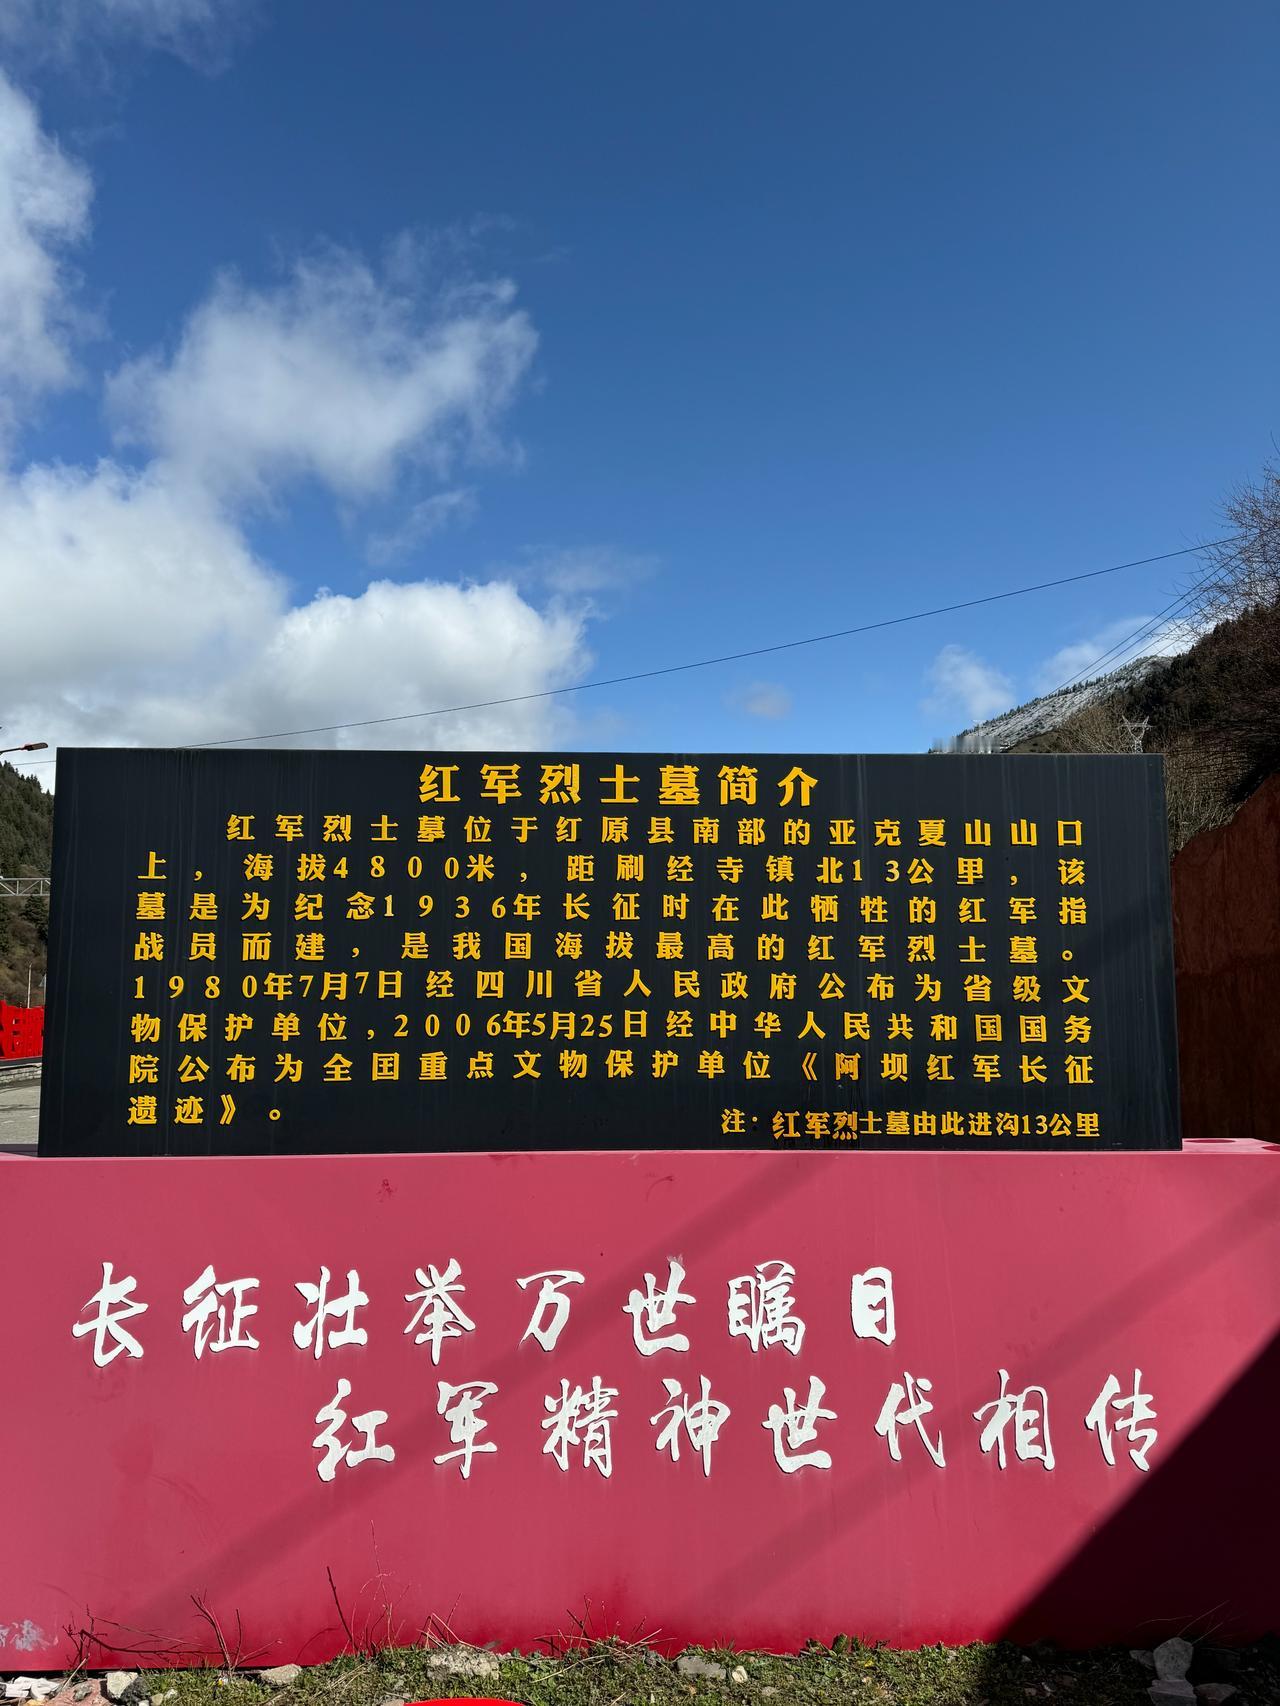 红军烈士墓简介
红军烈士墓位于红原县南部的亚克夏山山口
上，海拔4800米，距刷经寺镇北13公里，该
墓是为纪念1936年长征时在此牺牲的红军指
战员而建，是我国海拔最高的红军烈士墓。
1980年7月7日经四川省人民政府公布为省级文
物保护单位,2006年5月25日经中华人民共和国国务
院公布为全国重点文物保护单位《阿坝红军长征
遗迹》。
注：红军烈士墓由此进沟13公里
长征壮举万世瞩目
红军精神世代相传